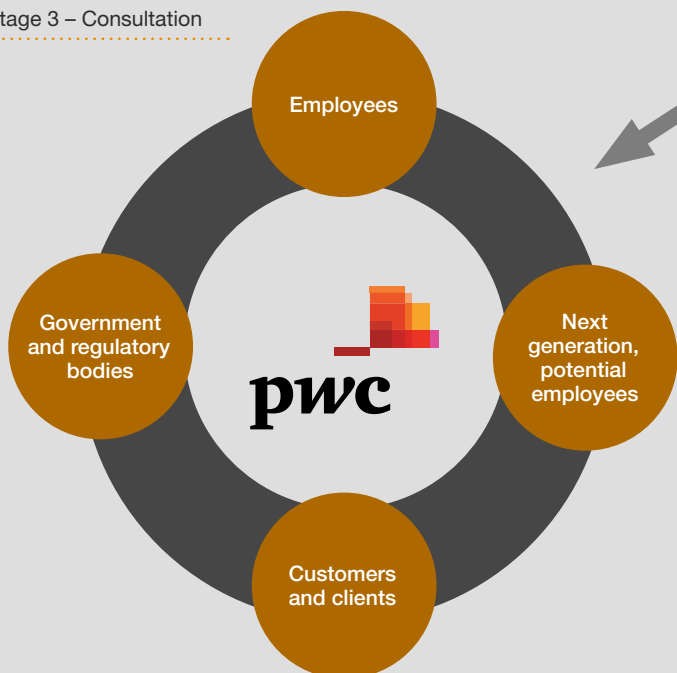 tage 3 – Consultation
Employees
Government
and regulatory
bodies
Next
generation,
potential
employees
pwc
Customers
and clients